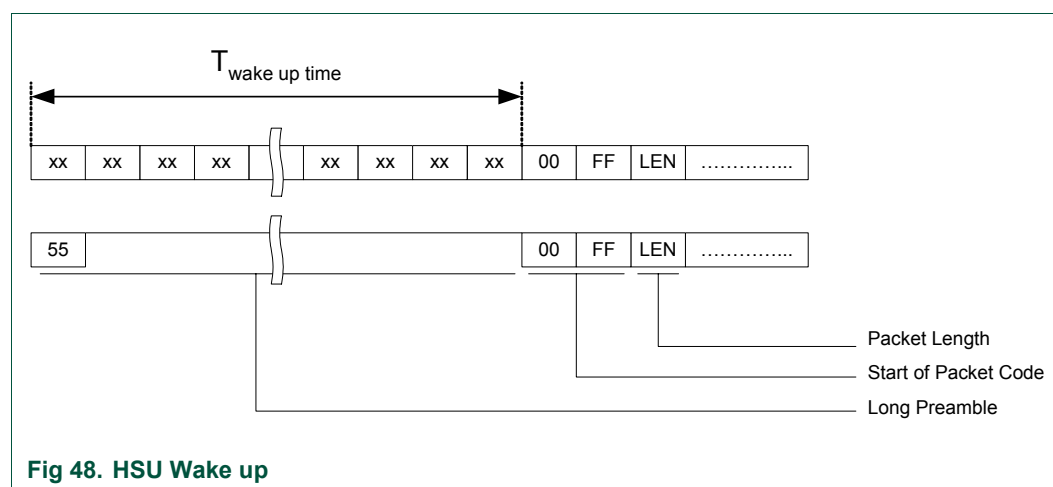 T wake up time
xx xx xx xx xx xx xx xx 00 FF LEN …………...
55 00 FF LEN …………...
Packet Length
Start of Packet Code
Long Preamble
Fig 48. HSU Wake up